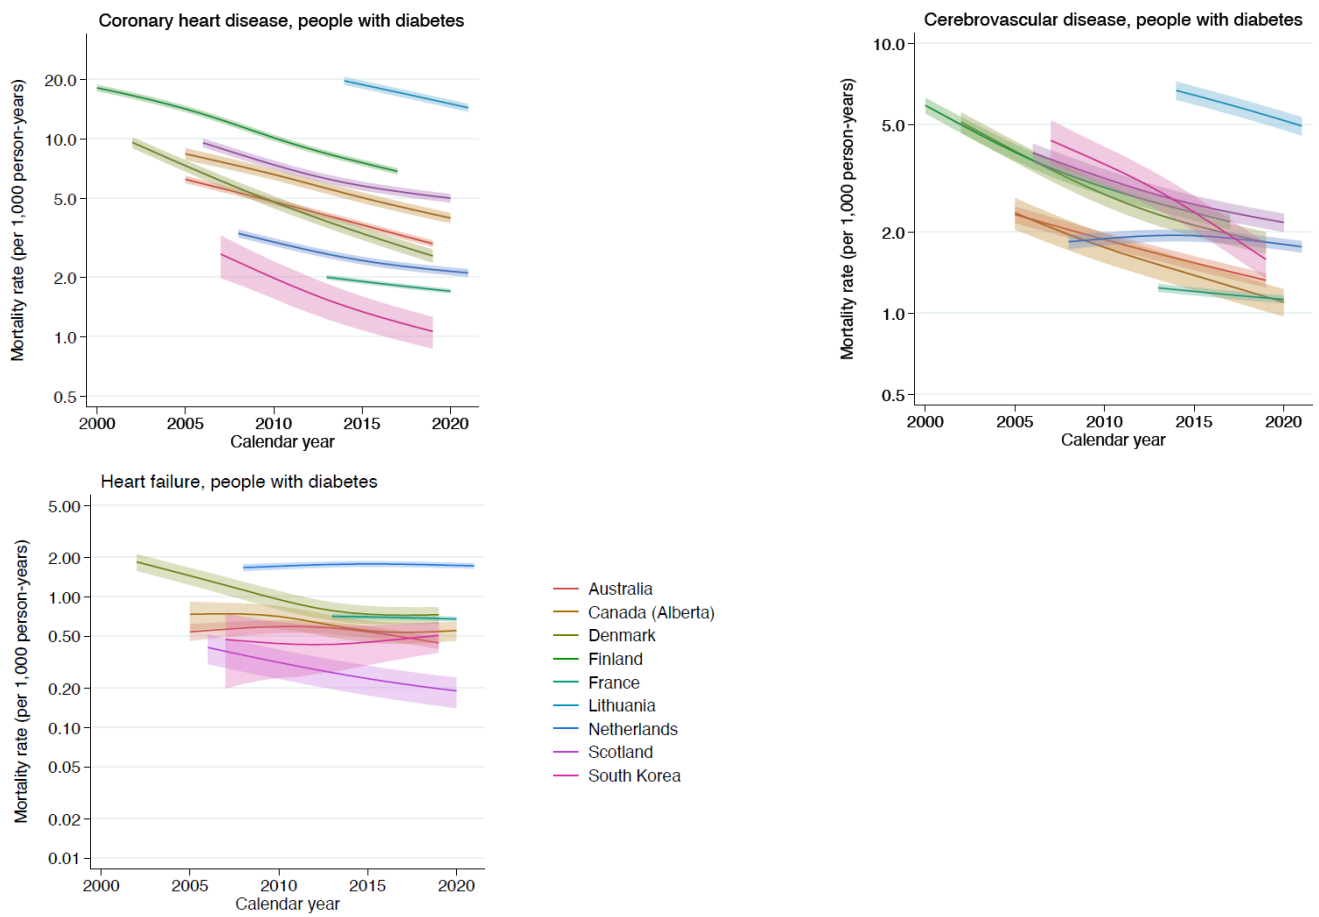 Coronary heart disease, people with diabetes
Mortality rate (per 1,000 person-years)
20.0
10.0
5.0
2.0
1.0
0.5
2000 2005 2010 2015 2020
Calendar year
Cerebrovascular disease, people with diabetes
Mortality rate (per 1,000 person-years)
10.0
5.0
2.0
1.0
0.5
2000 2005 2010 2015 2020
Calendar year
Heart failure, people with diabetes
Mortality rate (per 1,000 person-years)
5.00
2.00
1.00
0.50
0.20
0.10
0.05
0.02
0.01
2000 2005 2010 2015 2020
Calendar year
Australia
Canada (Alberta)
Denmark
Finland
France
Lithuania
Netherlands
Scotland
South Korea